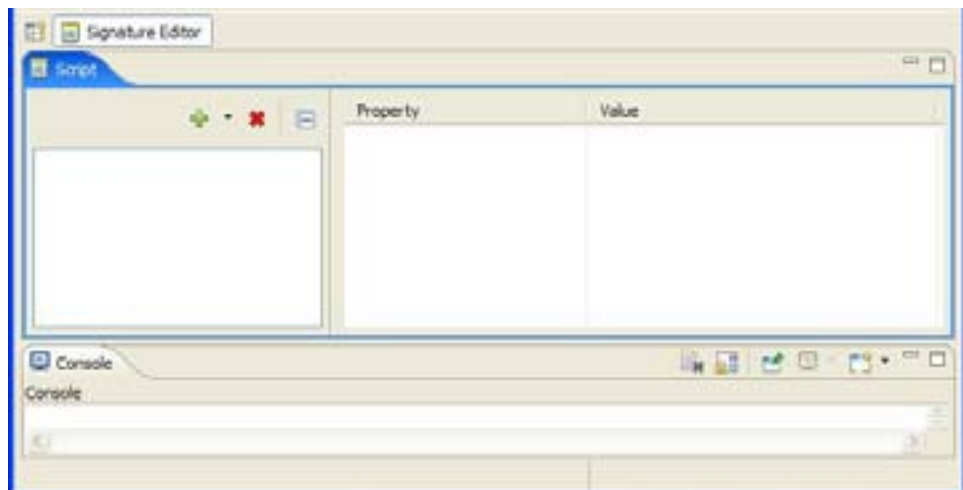 Signature Editor
Script
Property Value
Console
Console